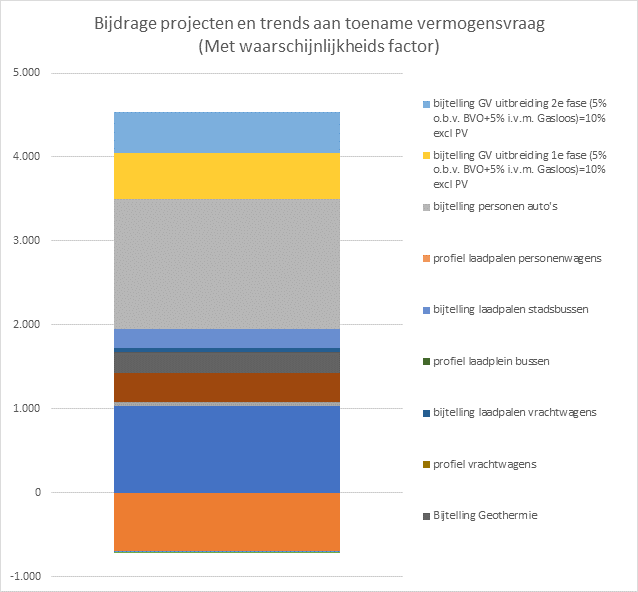 Bijdrage projecten en trends aan toename vermogensvraag
(Met waarschijnlijkheids factor)
5.000
4.000
3.000
2.000
1.000
0
-1.000
bijtelling GV uitbreiding 2e fase (5%
o.b.v. BVO+5% i.v.m. Gasloos)=10%
excl PV
bijtelling GV uitbreiding 1e fase (5%
o.b.v. BVO+5% i.v.m. Gasloos)=10%
excl PV
bijtelling personen auto's
profiel laadpalen personenwagens
bijtelling laadpalen stadsbussen
profiel laadplein bussen
bijtelling laadpalen vrachtwagens
profiel vrachtwagens
Bijtelling Geothermie